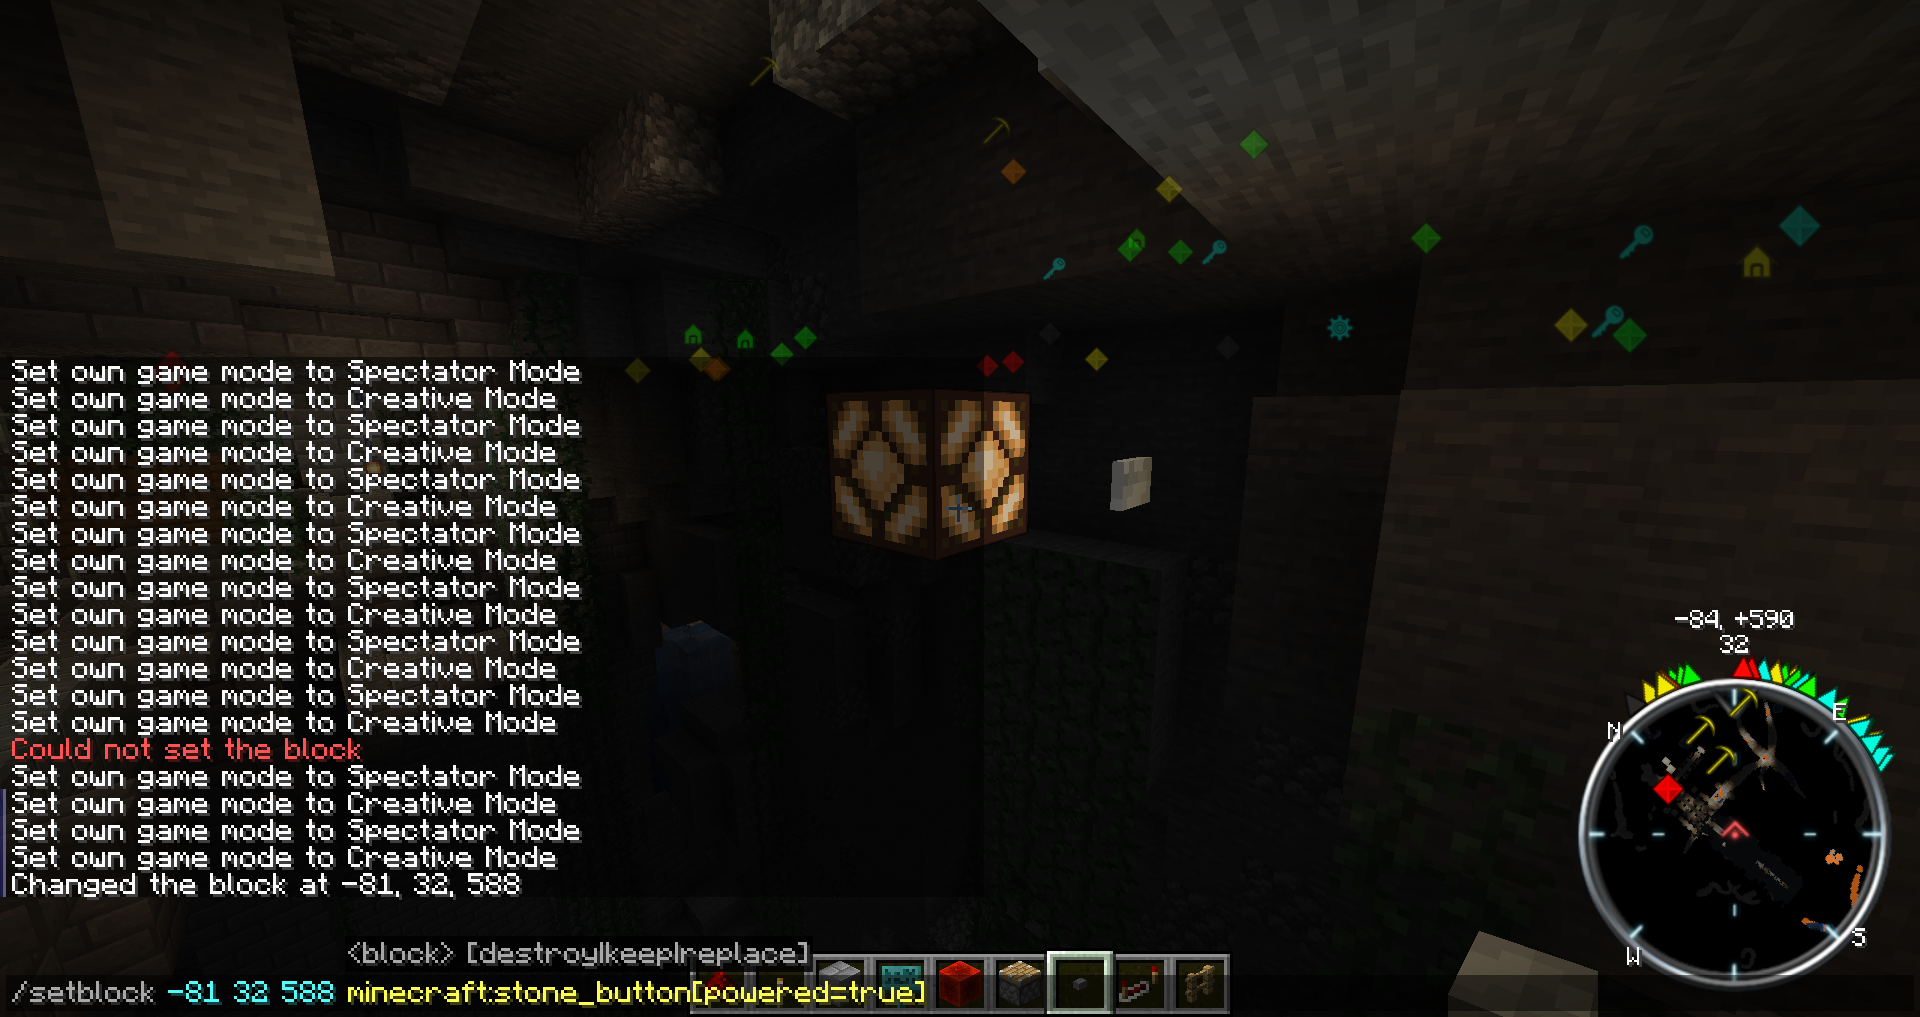 Set own game mode to Spectator Mode
Set own game mode to Creative Mode
Set own game mode to Spectator Mode
Set own game mode to Creative Mode
Set own game mode to Spectator Mode
Set own game mode to Creative Mode
Set own game mode to Spectator Mode
Set own game mode to Creative Mode
Set own game mode to Spectator Mode
Set own game mode to Creative Mode
Set own game mode to Spectator Mode
Set own game mode to Creative Mode
Set own game mode to Spectator Mode
Set own game mode to Creative Mode
Could not set the block
Set own game mode to Spectator Mode
Set own game mode to Creative Mode
Set own game mode to Spectator Mode
Set own game mode to Creative Mode
Changed the block at -81, 32, 588
<block> [destroy|keep|replace]
/setblock -81 32 588 minecraft:stone_button[powered=true]
-84, +590
32
N
E
W
S